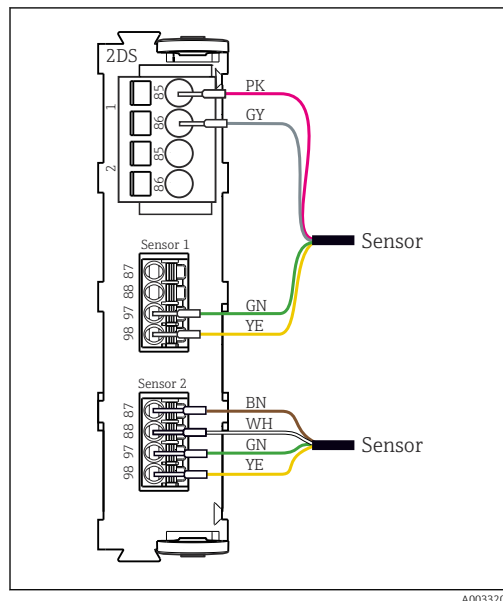 2DS
1
85
86
2
85
86
PK
GY
Sensor
Sensor 1
87
88
97
98
GN
YE
Sensor 2
87
88
97
98
BN
WH
GN
YE
Sensor